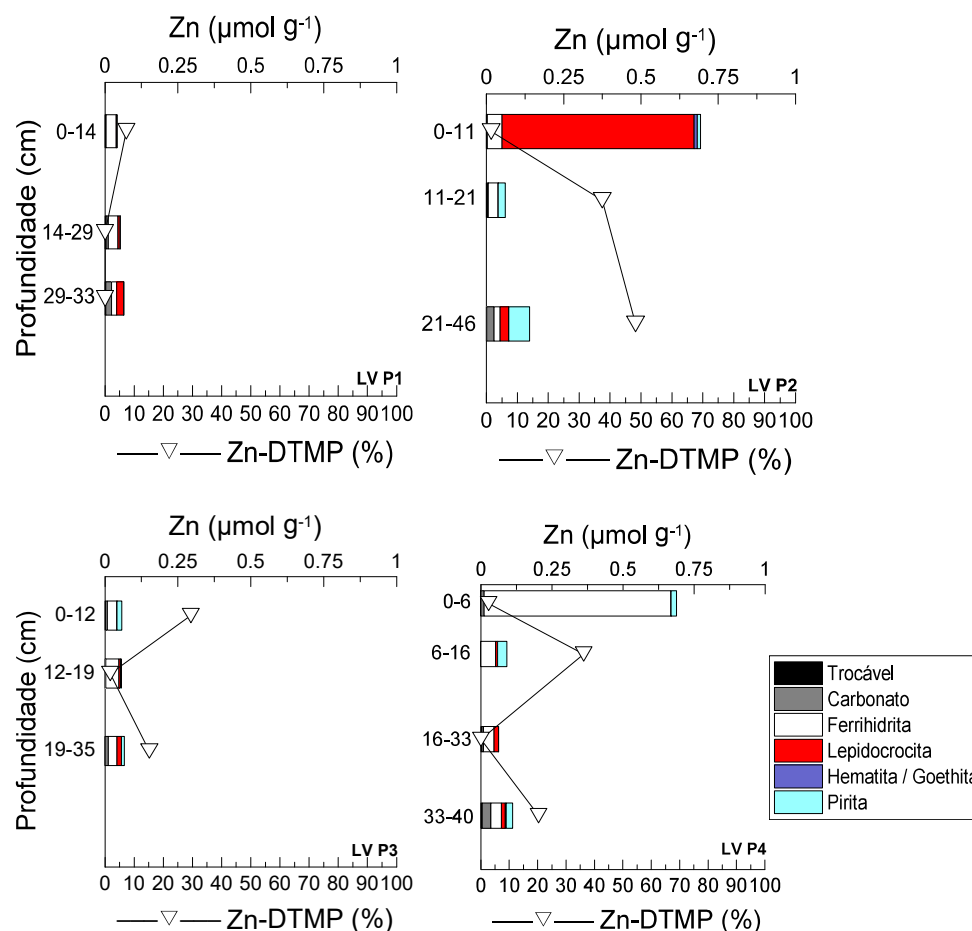 Zn (µmol g⁻¹)
0 0.25 0.5 0.75 1
Profundidade (cm)
0-14
14-29
29-33
LV P1
0 10 20 30 40 50 60 70 80 90 100
Zn-DTMP (%)
Zn (µmol g⁻¹)
0 0.25 0.5 0.75 1
0-11
11-21
21-46
LV P2
0 10 20 30 40 50 60 70 80 90 100
Zn-DTMP (%)
Zn (µmol g⁻¹)
0 0.25 0.5 0.75 1
Profundidade (cm)
0-12
12-19
19-35
LV P3
0 10 20 30 40 50 60 70 80 90 100
Zn-DTMP (%)
Zn (µmol g⁻¹)
0 0.25 0.5 0.75 1
0-6
6-16
16-33
33-40
LV P4
0 10 20 30 40 50 60 70 80 90 100
Zn-DTMP (%)
Trocável
Carbonato
Ferrihidrita
Lepidocrocita
Hematita / Goethita
Pirita